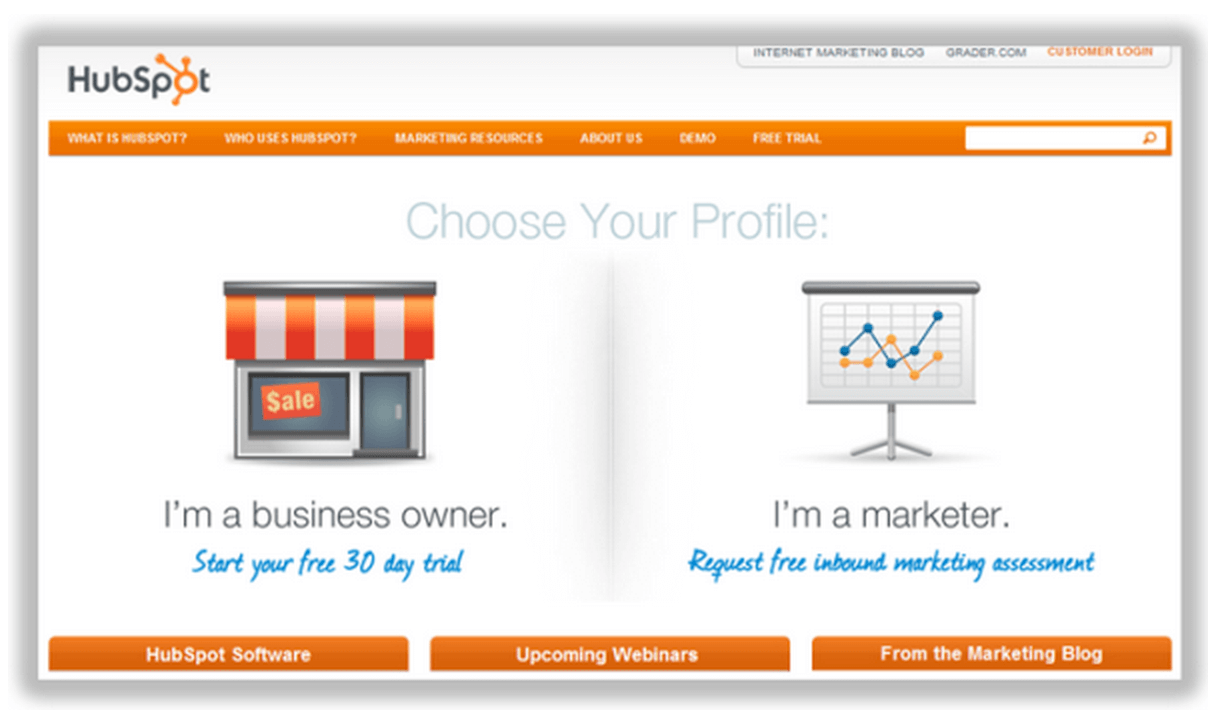 INTERNET MARKETING BLOG GRADER.COM CUSTOMER LOGIN
HubSpot
WHAT IS HUBSPOT? WHO USES HUBSPOT? MARKETING RESOURCES ABOUT US DEMO FREE TRIAL
Choose Your Profile:
$ale
I'm a business owner.
Start your free 30 day trial
I'm a marketer.
Request free inbound marketing assessment
HubSpot Software
Upcoming Webinars
From the Marketing Blog